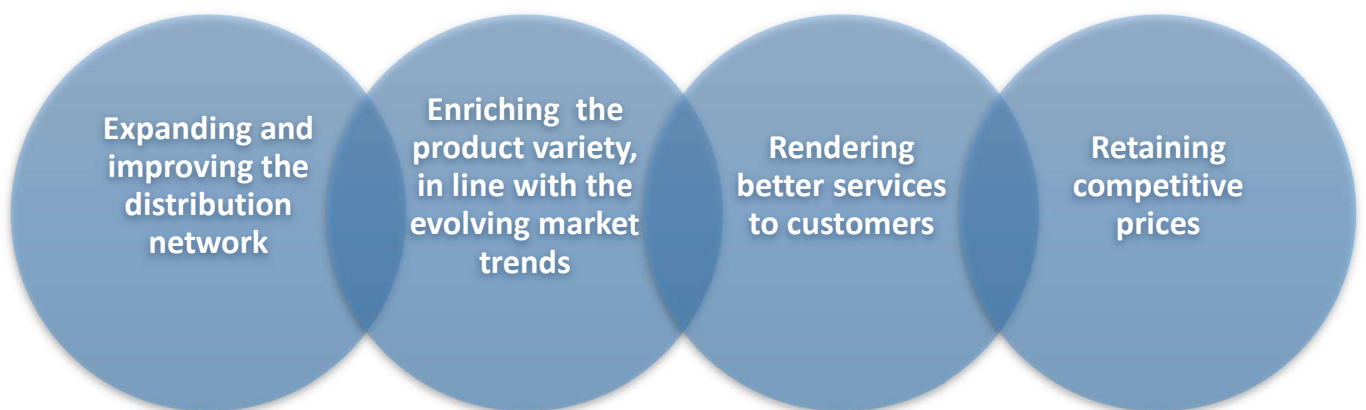 Expanding and
improving the
distribution
network
Enriching the
product variety,
in line with the
evolving market
trends
Rendering
better services
to customers
Retaining
competitive
prices